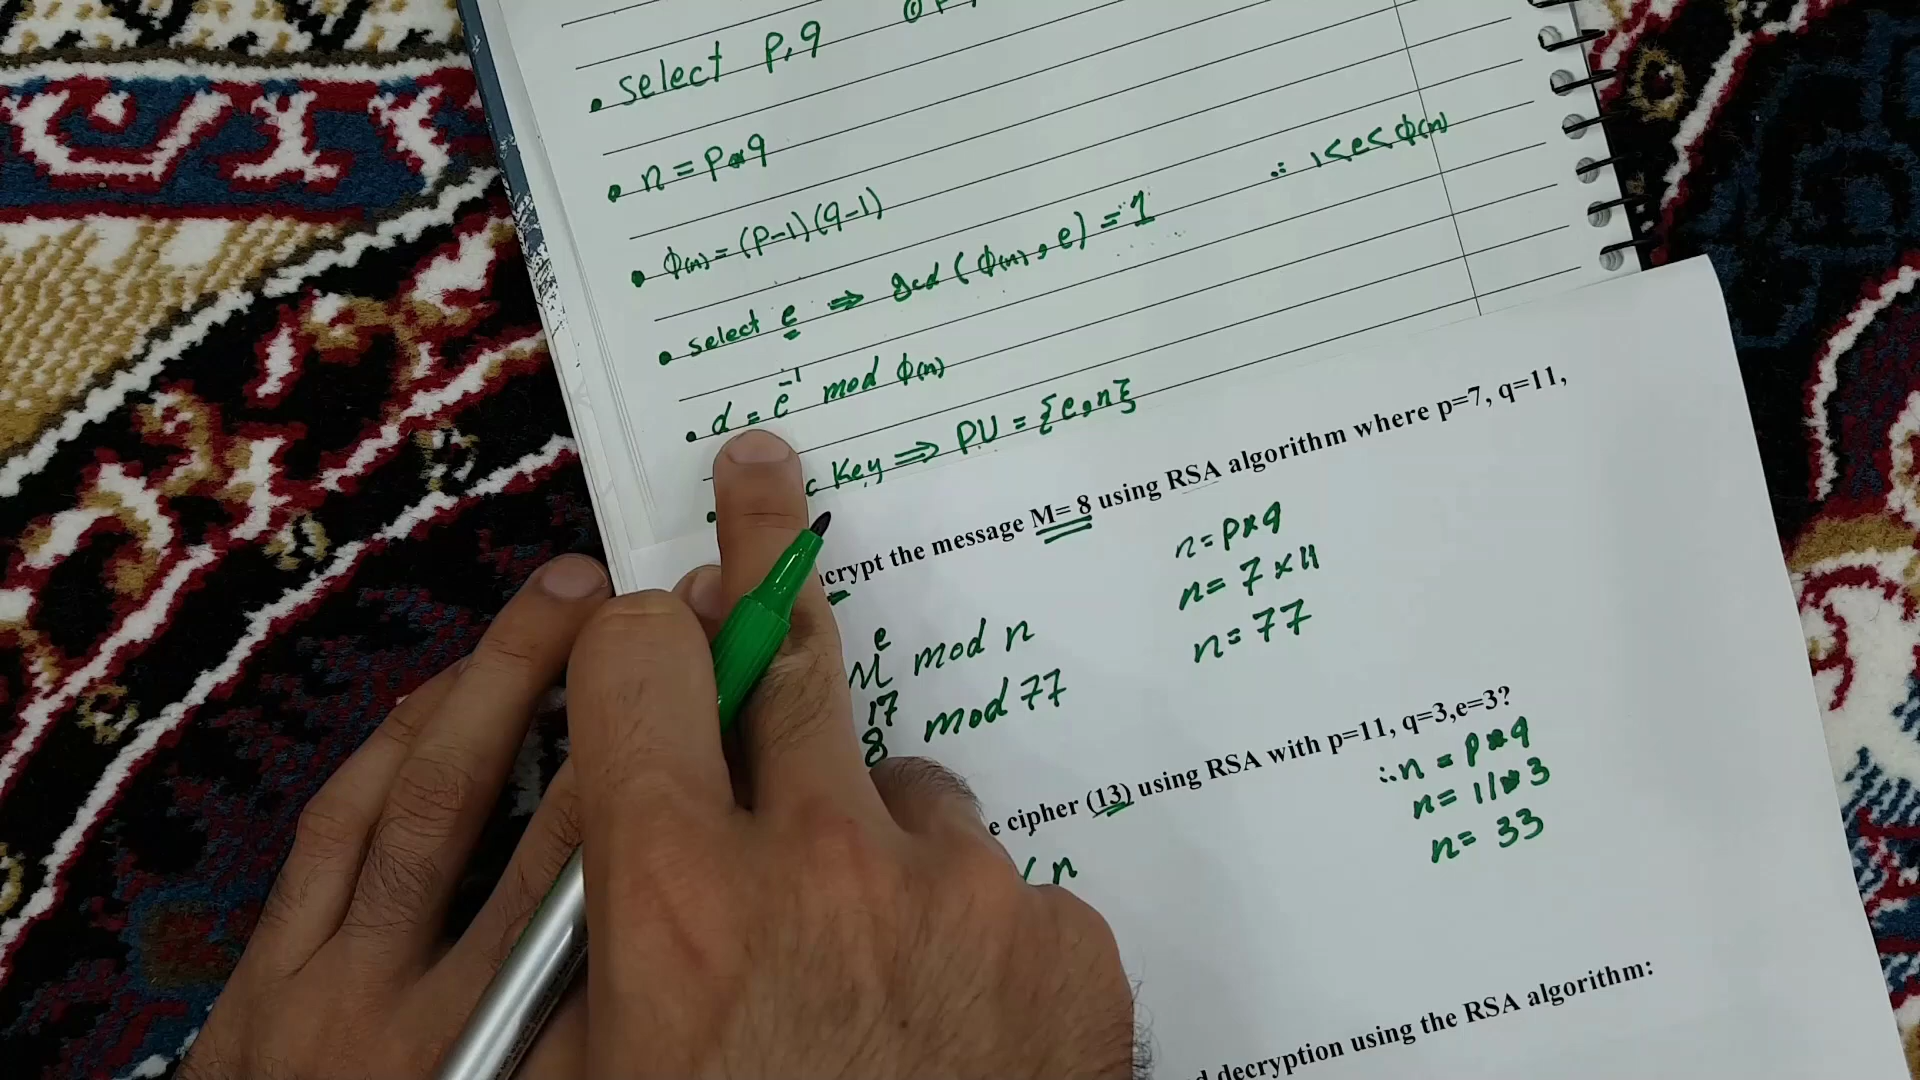 • select p, q
• n = p * q
• ϕ(n) = (p-1)(q-1)
• select e ⇒ gcd ( ϕ(n) , e) = 1 ∴ 1<e< ϕ(n)
• d = e⁻¹ mod ϕ(n)
Key ⇒ PU = {e,n}
the message M= 8 using RSA algorithm where p=7, q=11,
n = p x q
n= 7 x 11
n= 77
M^e mod n
8^17 mod 77
cipher (13) using RSA with p=11, q=3,e=3?
∴n = p * q
n= 11*3
n= 33
n
decryption using the RSA algorithm: